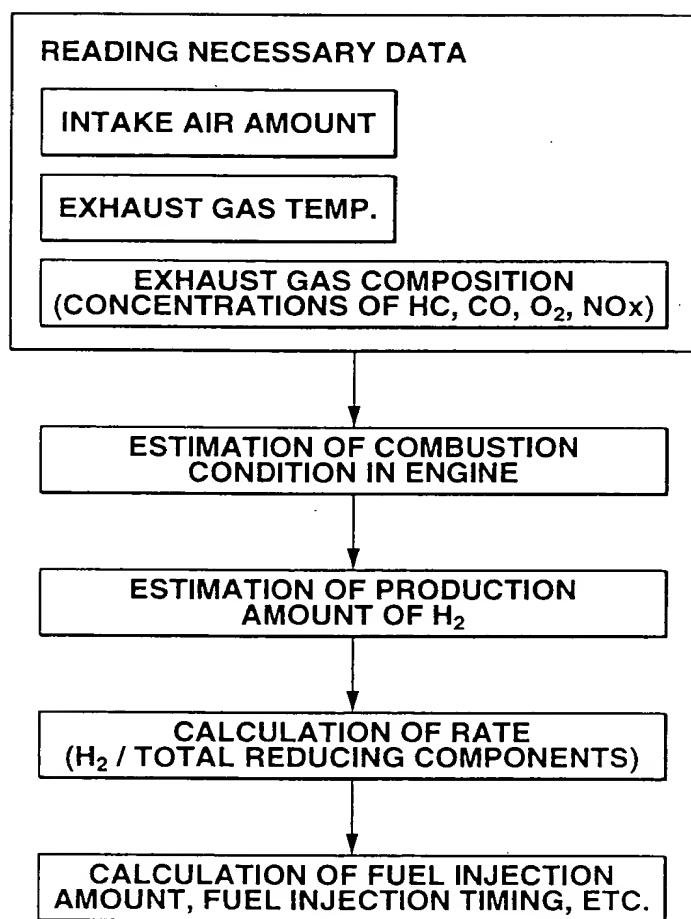 READING NECESSARY DATA
INTAKE AIR AMOUNT
EXHAUST GAS TEMP.
EXHAUST GAS COMPOSITION
(CONCENTRATIONS OF HC, CO, O₂, NOx)
ESTIMATION OF COMBUSTION
CONDITION IN ENGINE
ESTIMATION OF PRODUCTION
AMOUNT OF H₂
CALCULATION OF RATE
(H₂ / TOTAL REDUCING COMPONENTS)
CALCULATION OF FUEL INJECTION
AMOUNT, FUEL INJECTION TIMING, ETC.